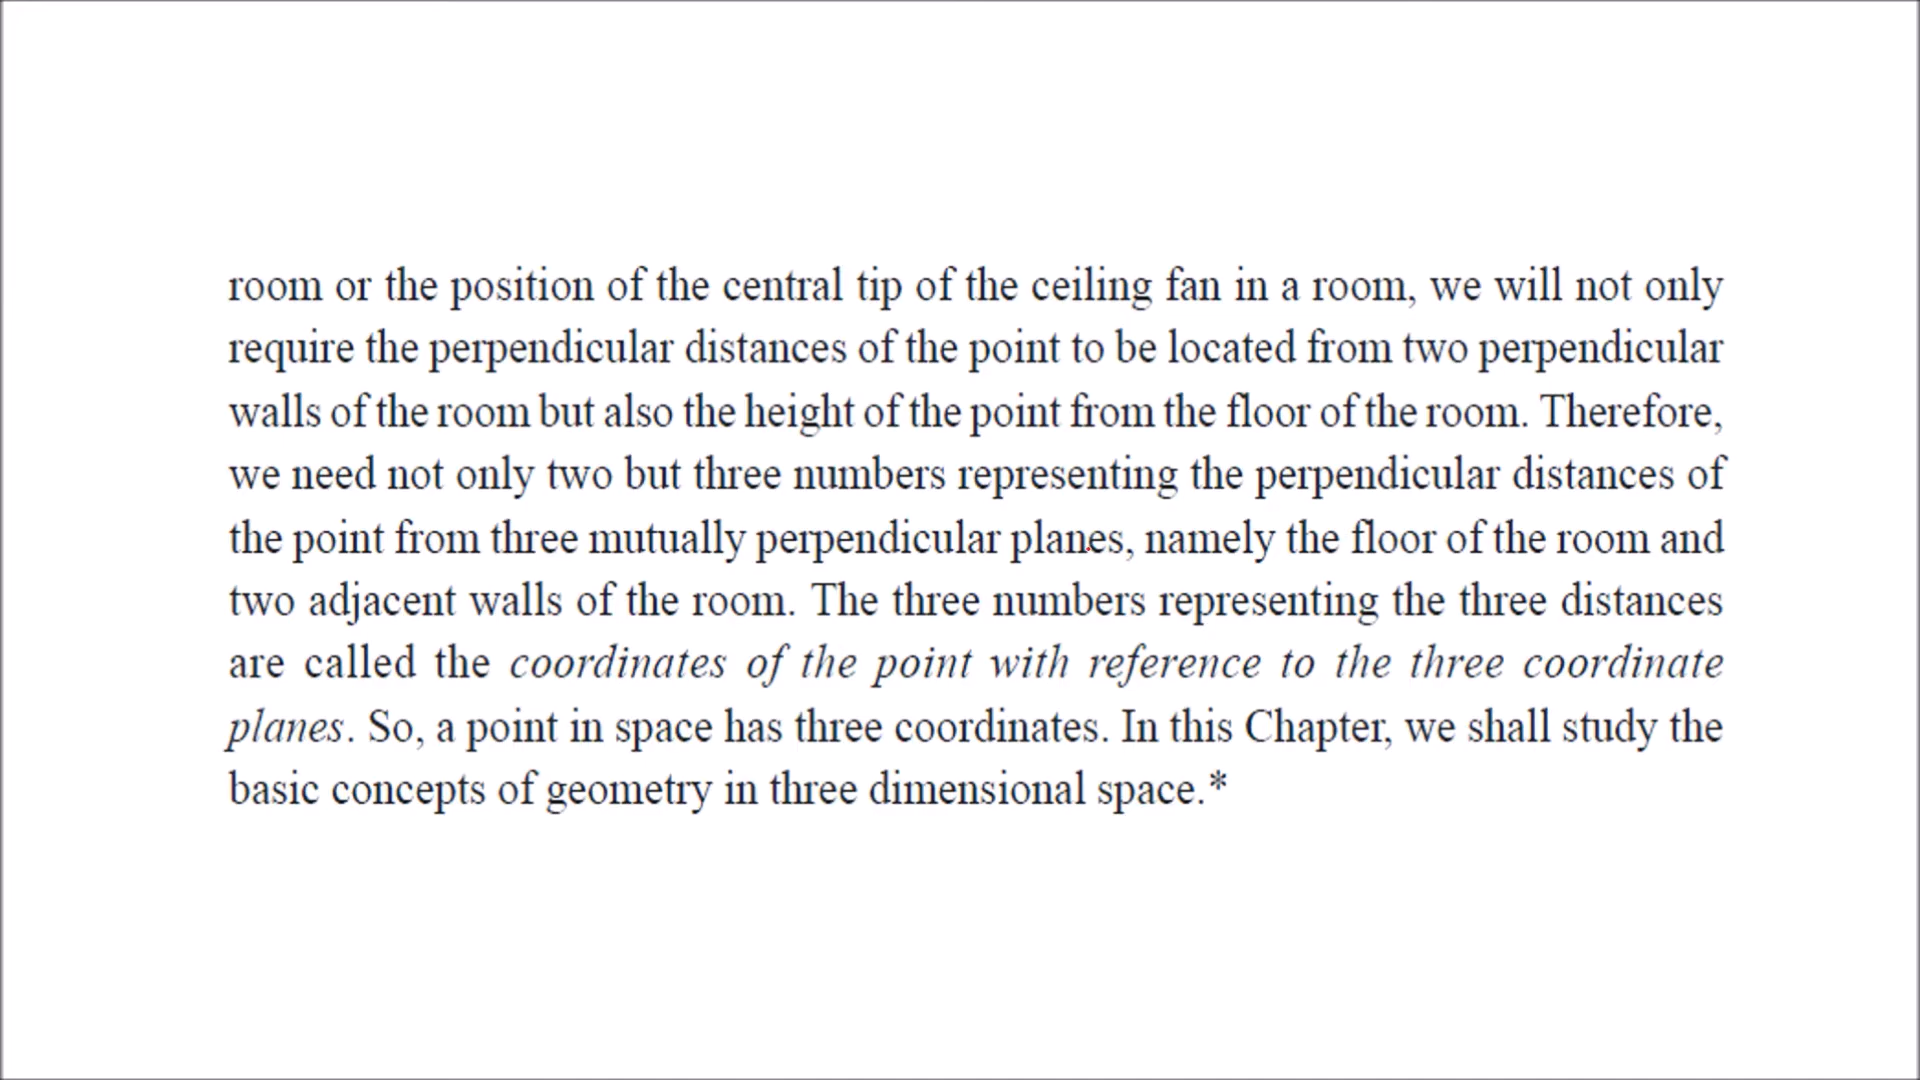 room or the position of the central tip of the ceiling fan in a room, we will not only
require the perpendicular distances of the point to be located from two perpendicular
walls of the room but also the height of the point from the floor of the room. Therefore,
we need not only two but three numbers representing the perpendicular distances of
the point from three mutually perpendicular planes, namely the floor of the room and
two adjacent walls of the room. The three numbers representing the three distances
are called the coordinates of the point with reference to the three coordinate
planes. So, a point in space has three coordinates. In this Chapter, we shall study the
basic concepts of geometry in three dimensional space.*